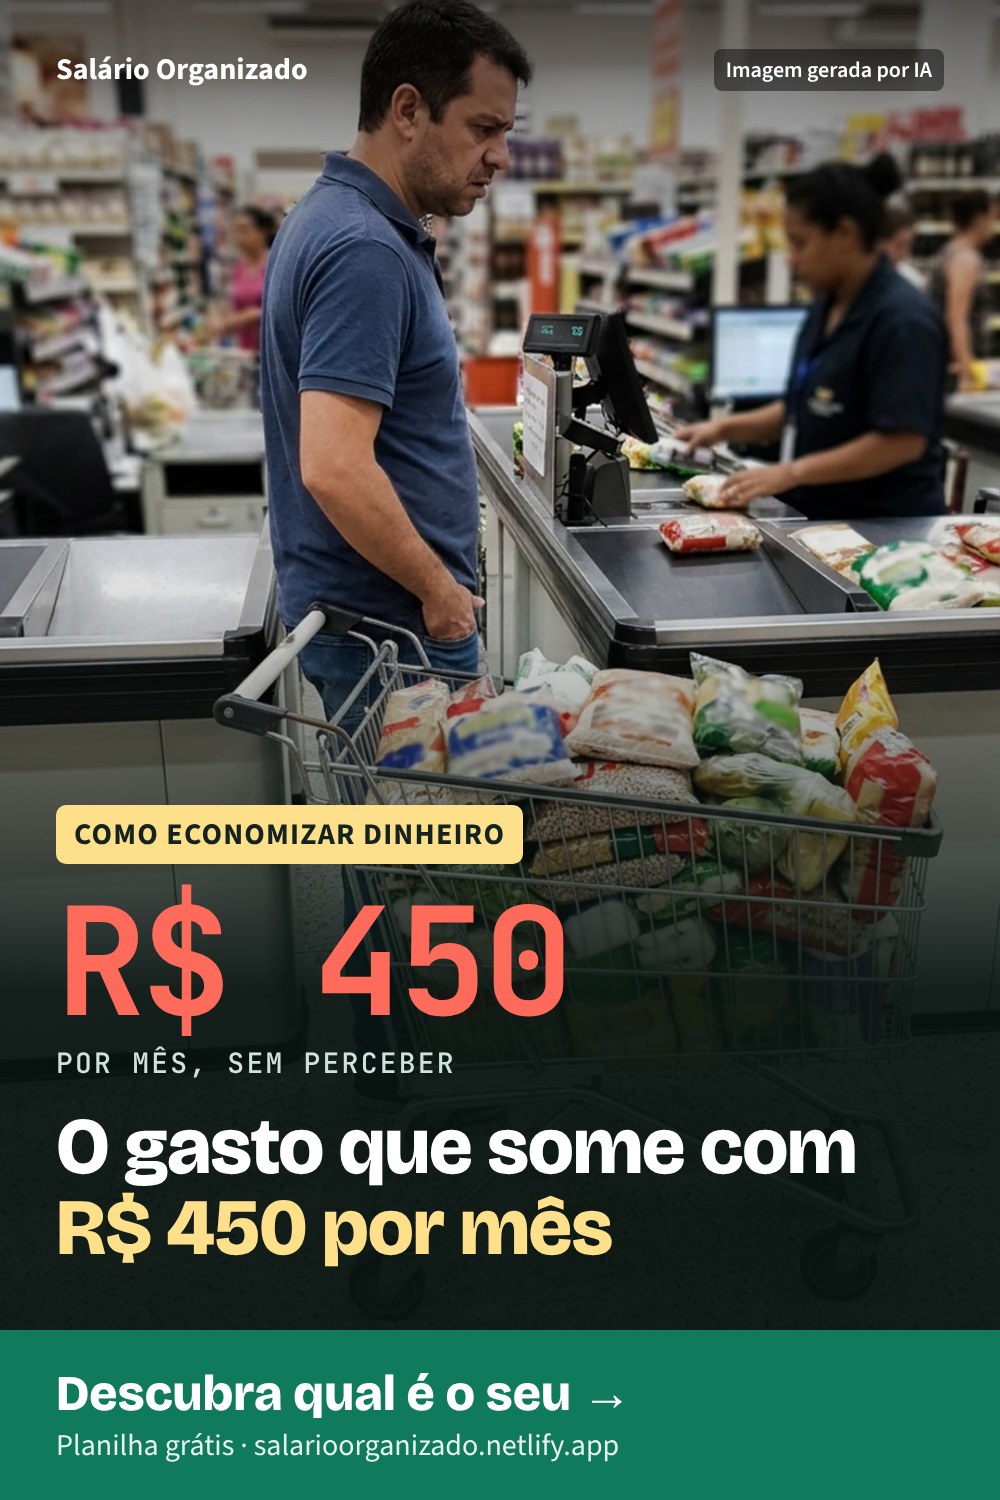 Salário Organizado
Imagem gerada por IA
COMO ECONOMIZAR DINHEIRO
R$ 450
POR MÊS, SEM PERCEBER
O gasto que some com
R$ 450 por mês
Descubra qual é o seu →
Planilha grátis · salarioorganizado.netlify.app